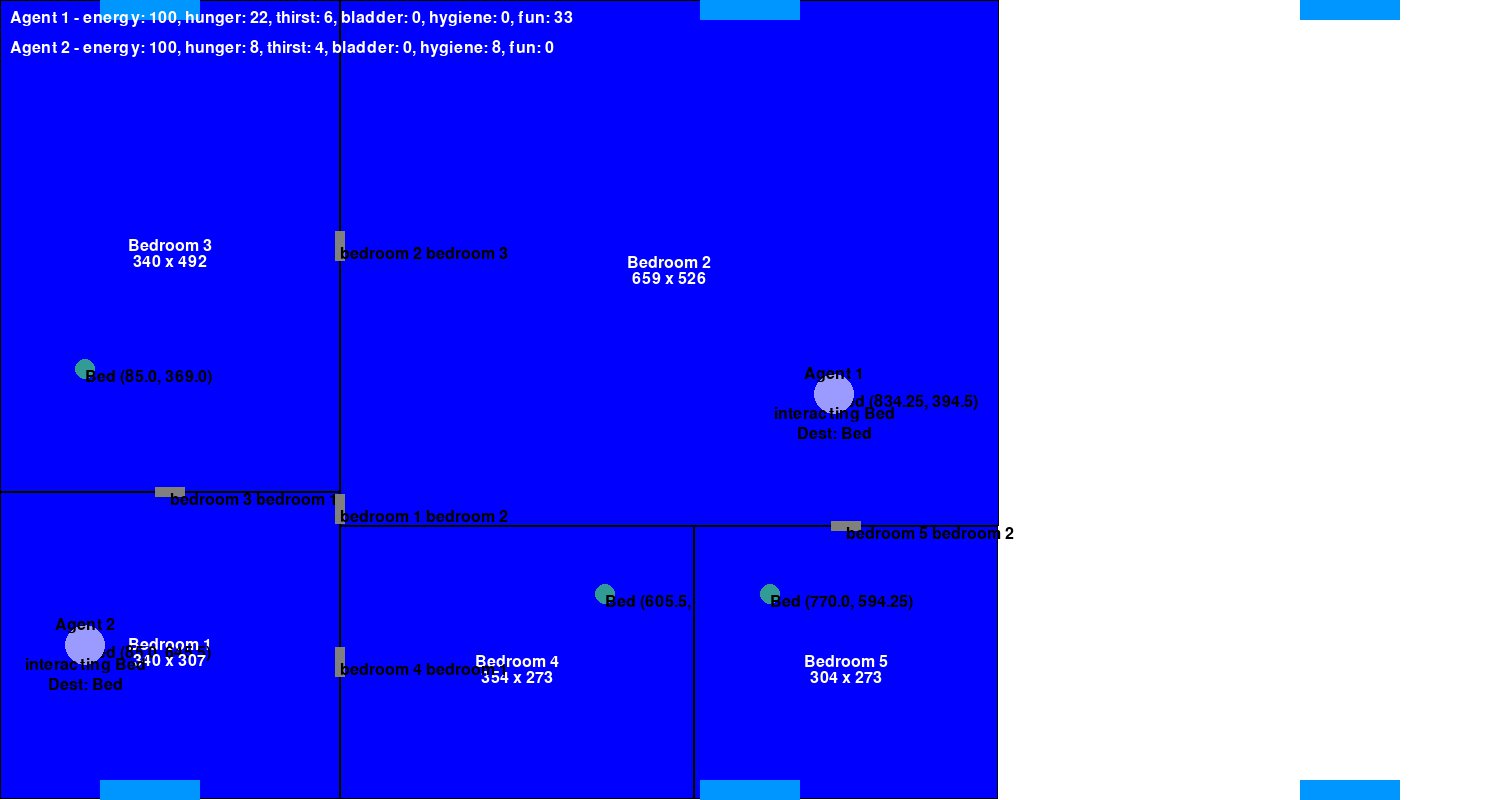 Agent 1 - energy: 100, hunger: 22, thirst: 6, bladder: 0, hygiene: 0, fun: 33
Agent 2 - energy: 100, hunger: 8, thirst: 4, bladder: 0, hygiene: 8, fun: 0
Bedroom 3
340 x 492
bedroom 2 bedroom 3
Bedroom 2
659 x 526
Bed (85.0, 369.0)
Agent 1
(834.25, 394.5)
interacting Bed
Dest: Bed
bedroom 3 bedroom 1
bedroom 1 bedroom 2
bedroom 5 bedroom 2
Bed (605.5,
Bed (770.0, 594.25)
Agent 2
Bedroom 1
340 x 307
interacting Bed
Dest: Bed
bedroom 4 bedroom
Bedroom 4
354 x 273
Bedroom 5
304 x 273